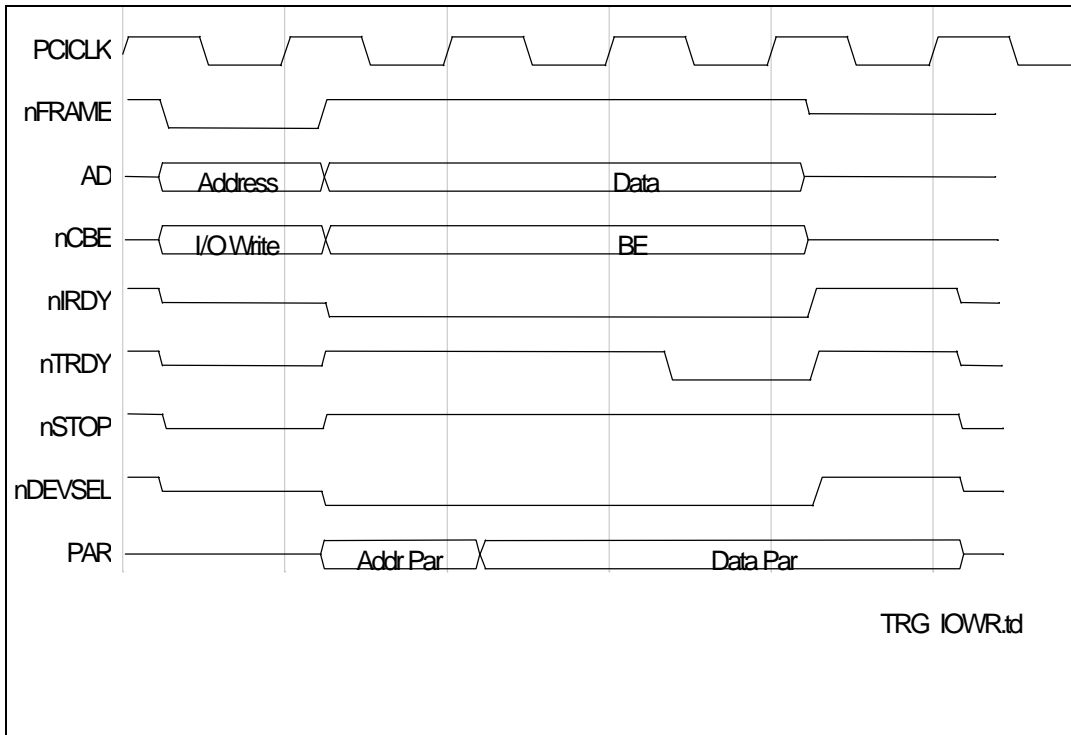 PCICLK
nFRAME
AD Address Data
nCBE I/O Write BE
nIRDY
nTRDY
nSTOP
nDEVSEL
PAR Addr Par Data Par
TRG IOWR.td